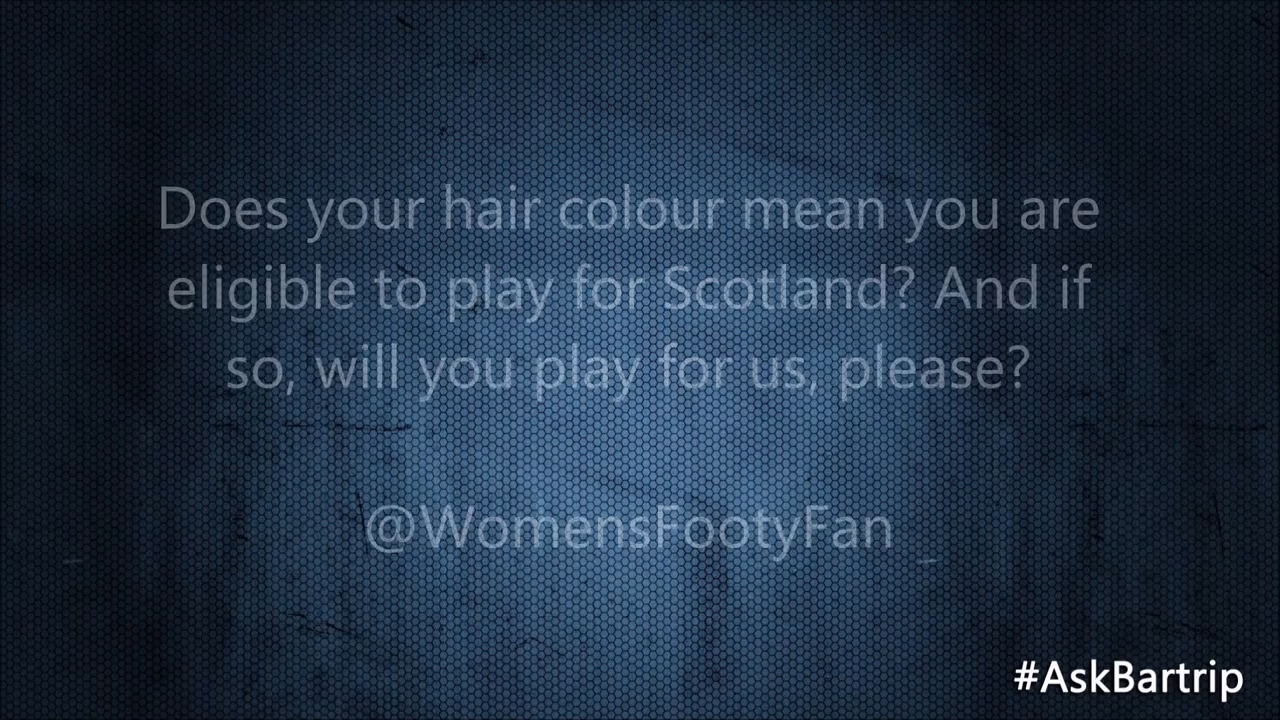 Does your hair colour mean you are
eligible to play for Scotland? And if
so, will you play for us, please?
@WomensFootyFan
#AskBartrip